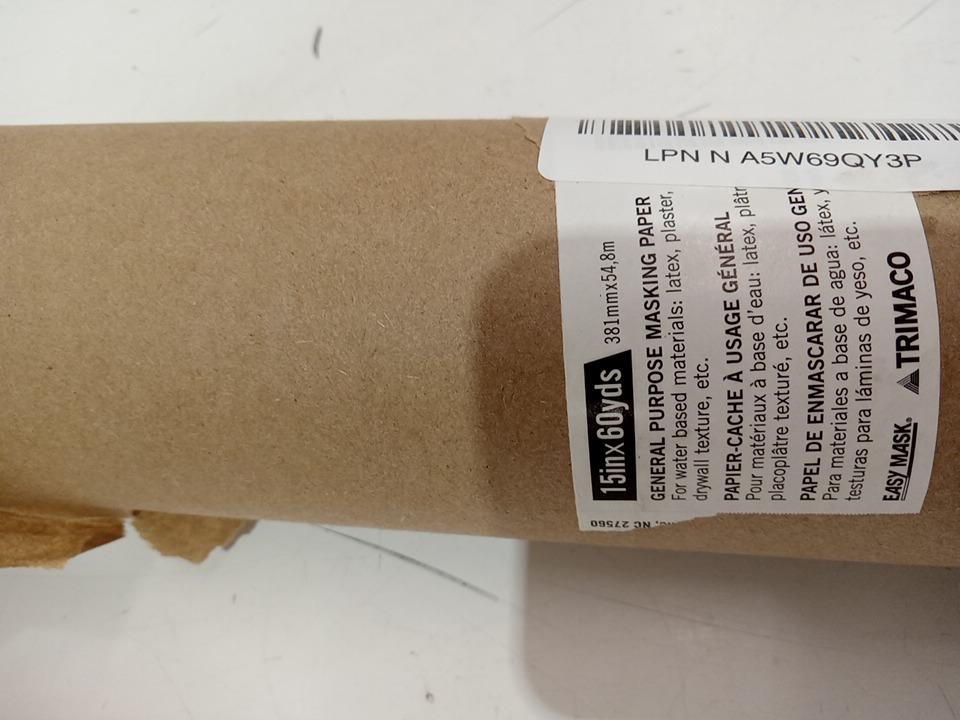 LPN N A5W69QY3P
15inx60yds 381mmx54,8m
GENERAL PURPOSE MASKING PAPER
For water based materials: latex, plaster,
drywall texture, etc.
PAPIER-CACHE À USAGE GÉNÉRAL
Pour matériaux à base d'eau: latex, plâtr
placoplâtre texturé, etc.
PAPEL DE ENMASCARAR DE USO GEN
Para materiales a base de agua: látex, y
testuras para láminas de yeso, etc.
EASY MASK® TRIMACO
NC 27560